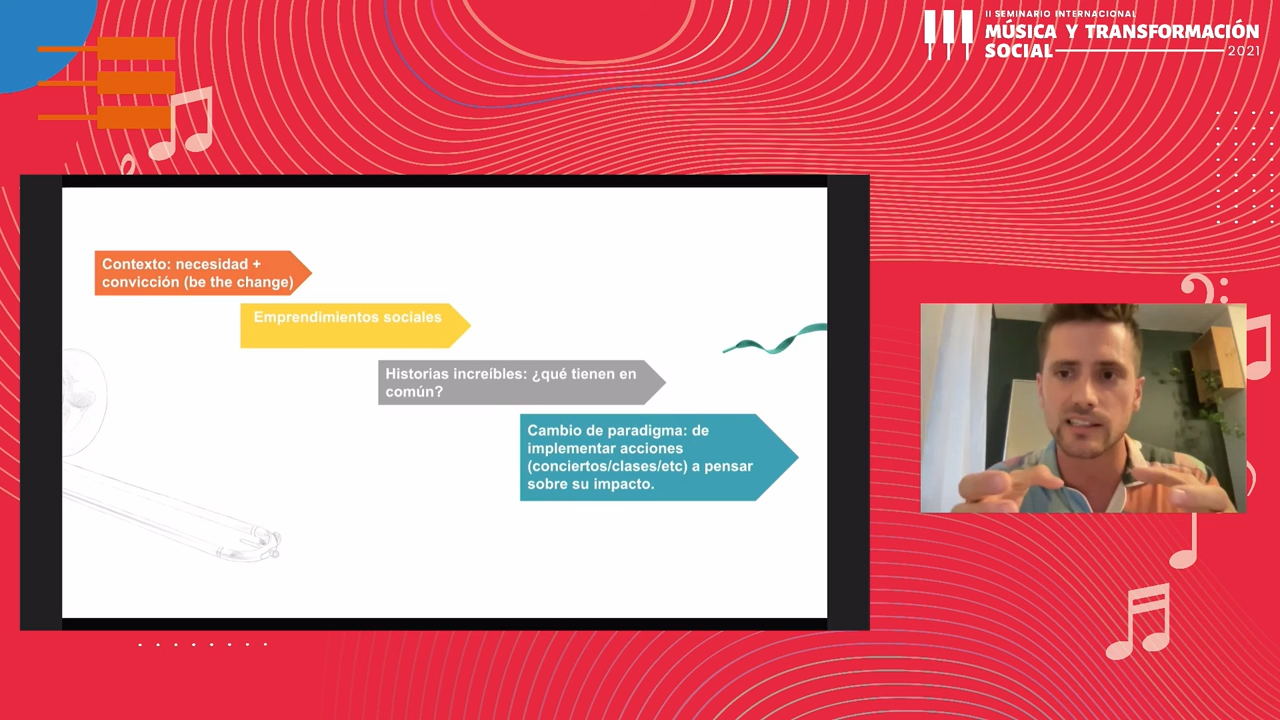 II SEMINARIO INTERNACIONAL
MÚSICA Y TRANSFORMACIÓN
SOCIAL
2021
Contexto: necesidad +
convicción (be the change)
Emprendimientos sociales
Historias increíbles: ¿qué tienen en
común?
Cambio de paradigma: de
implementar acciones
(conciertos/clases/etc) a pensar
sobre su impacto.